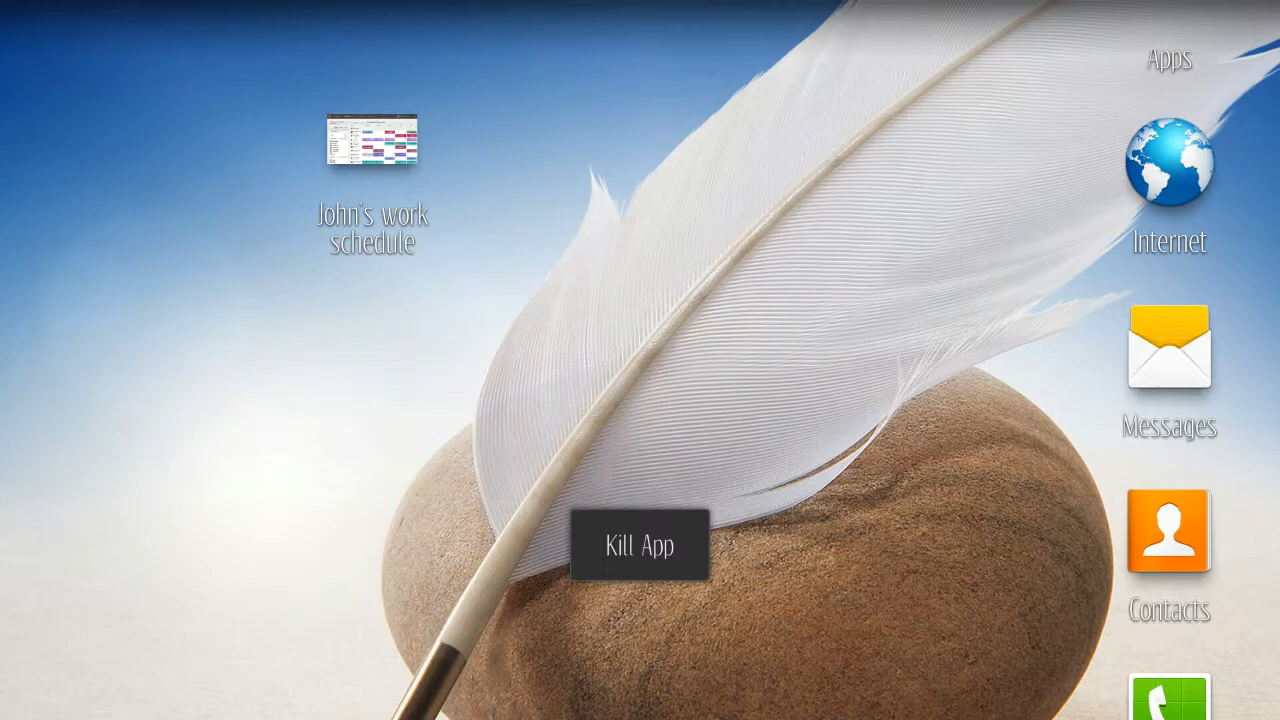 Apps
John's work
schedule
Internet
Messages
Kill App
Contacts